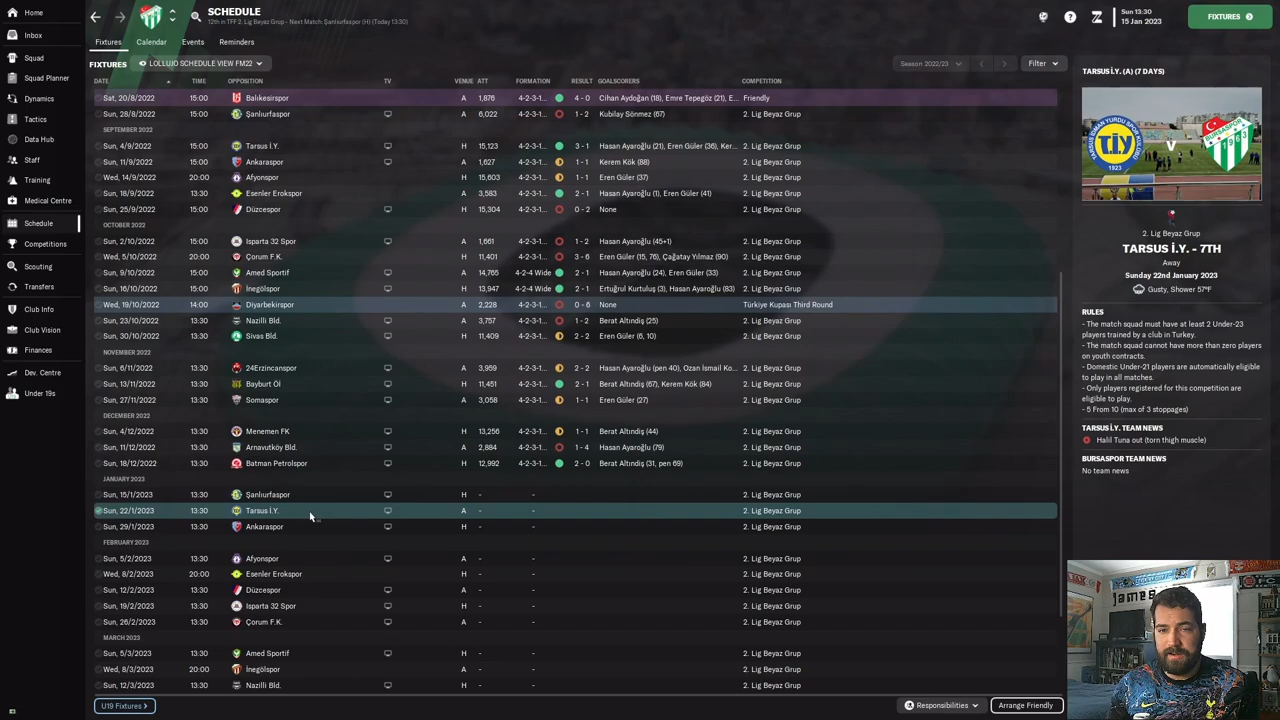 Home
Inbox
Squad
Squad Planner
Dynamics
Tactics
Data Hub
Staff
Training
Medical Centre
Schedule
Competitions
Scouting
Transfers
Club Info
Club Vision
Finances
Dev. Centre
Under 19s
SCHEDULE
12th in TFF 2. Lig Beyaz Grup - Next Match: Şanlıurfaspor (H) (Today 13:30)
Sun 13:30
15 Jan 2023
FIXTURES
Fixtures Calendar Events Reminders
FIXTURES LOLLUJO SCHEDULE VIEW FM22 Season 2022/23 Filter
DATE TIME OPPOSITION TV VENUE ATT FORMATION RESULT GOALSCORERS COMPETITION
Sat, 20/8/2022 15:00 Balıkesirspor A 1,876 4-2-3-1... 4 - 0 Cihan Aydoğan (18), Emre Tepegöz (21), E... Friendly
Sun, 28/8/2022 15:00 Şanlıurfaspor A 6,022 4-2-3-1... 1 - 2 Kubilay Sönmez (67) 2. Lig Beyaz Grup
SEPTEMBER 2022
Sun, 4/9/2022 15:00 Tarsus İ.Y. H 15,123 4-2-3-1... 3 - 1 Hasan Ayaroğlu (21), Eren Güler (36), Ker... 2. Lig Beyaz Grup
Sun, 11/9/2022 15:00 Ankaraspor A 1,627 4-2-3-1... 1 - 1 Kerem Kök (88) 2. Lig Beyaz Grup
Wed, 14/9/2022 20:00 Afyonspor H 15,603 4-2-3-1... 1 - 1 Eren Güler (37) 2. Lig Beyaz Grup
Sun, 18/9/2022 13:30 Esenler Erokspor A 3,583 4-2-3-1... 2 - 1 Hasan Ayaroğlu (1), Eren Güler (41) 2. Lig Beyaz Grup
Sun, 25/9/2022 15:00 Düzcespor H 15,304 4-2-3-1... 0 - 2 None 2. Lig Beyaz Grup
OCTOBER 2022
Sun, 2/10/2022 15:00 Isparta 32 Spor A 1,661 4-2-3-1... 1 - 2 Hasan Ayaroğlu (45+1) 2. Lig Beyaz Grup
Wed, 5/10/2022 20:00 Çorum F.K. H 11,401 4-2-3-1... 3 - 6 Eren Güler (15, 76), Çağatay Yılmaz (90) 2. Lig Beyaz Grup
Sun, 9/10/2022 15:00 Amed Sportif A 14,765 4-2-4 Wide 2 - 1 Hasan Ayaroğlu (24), Eren Güler (33) 2. Lig Beyaz Grup
Sun, 16/10/2022 15:00 İnegölspor H 13,947 4-2-4 Wide 2 - 1 Ertuğrul Kurtuluş (3), Hasan Ayaroğlu (83) 2. Lig Beyaz Grup
Wed, 19/10/2022 14:00 Diyarbekirspor A 2,228 4-2-3-1... 0 - 6 None Türkiye Kupası Third Round
Sun, 23/10/2022 13:30 Nazilli Bld. A 3,757 4-2-3-1... 1 - 2 Berat Altındiş (25) 2. Lig Beyaz Grup
Sun, 30/10/2022 13:30 Sivas Bld. H 11,409 4-2-3-1... 2 - 2 Eren Güler (6, 10) 2. Lig Beyaz Grup
NOVEMBER 2022
Sun, 6/11/2022 13:30 24Erzincanspor A 3,959 4-2-3-1... 2 - 2 Hasan Ayaroğlu (pen 40), Ozan İsmail Ko... 2. Lig Beyaz Grup
Sun, 13/11/2022 13:30 Bayburt Öİ H 11,451 4-2-3-1... 2 - 1 Berat Altındiş (67), Kerem Kök (84) 2. Lig Beyaz Grup
Sun, 27/11/2022 13:30 Somaspor A 3,058 4-2-3-1... 1 - 1 Eren Güler (27) 2. Lig Beyaz Grup
DECEMBER 2022
Sun, 4/12/2022 13:30 Menemen FK H 13,256 4-2-3-1... 1 - 1 Berat Altındiş (44) 2. Lig Beyaz Grup
Sun, 11/12/2022 13:30 Arnavutköy Bld. A 2,884 4-2-3-1... 1 - 4 Hasan Ayaroğlu (79) 2. Lig Beyaz Grup
Sun, 18/12/2022 13:30 Batman Petrolspor H 12,992 4-2-3-1... 2 - 0 Berat Altındiş (31, pen 69) 2. Lig Beyaz Grup
JANUARY 2023
Sun, 15/1/2023 13:30 Şanlıurfaspor H - - 2. Lig Beyaz Grup
Sun, 22/1/2023 13:30 Tarsus İ.Y. A - - 2. Lig Beyaz Grup
Sun, 29/1/2023 13:30 Ankaraspor H - - 2. Lig Beyaz Grup
FEBRUARY 2023
Sun, 5/2/2023 13:30 Afyonspor A - - 2. Lig Beyaz Grup
Wed, 8/2/2023 20:00 Esenler Erokspor H - - 2. Lig Beyaz Grup
Sun, 12/2/2023 13:30 Düzcespor A - - 2. Lig Beyaz Grup
Sun, 19/2/2023 13:30 Isparta 32 Spor H - - 2. Lig Beyaz Grup
Sun, 26/2/2023 13:30 Çorum F.K. A - - 2. Lig Beyaz Grup
MARCH 2023
Sun, 5/3/2023 13:30 Amed Sportif H - - 2. Lig Beyaz Grup
Wed, 8/3/2023 20:00 İnegölspor A - - 2. Lig Beyaz Grup
Sun, 12/3/2023 13:30 Nazilli Bld. H - - 2. Lig Beyaz Grup
U19 Fixtures
Responsibilities
Arrange Friendly
TARSUS İ.Y. (A) (7 DAYS)
V
2. Lig Beyaz Grup
TARSUS İ.Y. - 7TH
Away
Sunday 22nd January 2023
Gusty, Shower 57°F
RULES
- The match squad must have at least 2 Under-23
players trained by a club in Turkey.
- The match squad cannot have more than zero players
on youth contracts.
- Domestic Under-21 players are automatically eligible
to play in all matches.
- Only players registered for this competition are
eligible to play.
- 5 From 10 (max of 3 stoppages)
TARSUS İ.Y. TEAM NEWS
Halil Tuna out (torn thigh muscle)
BURSASPOR TEAM NEWS
No team news